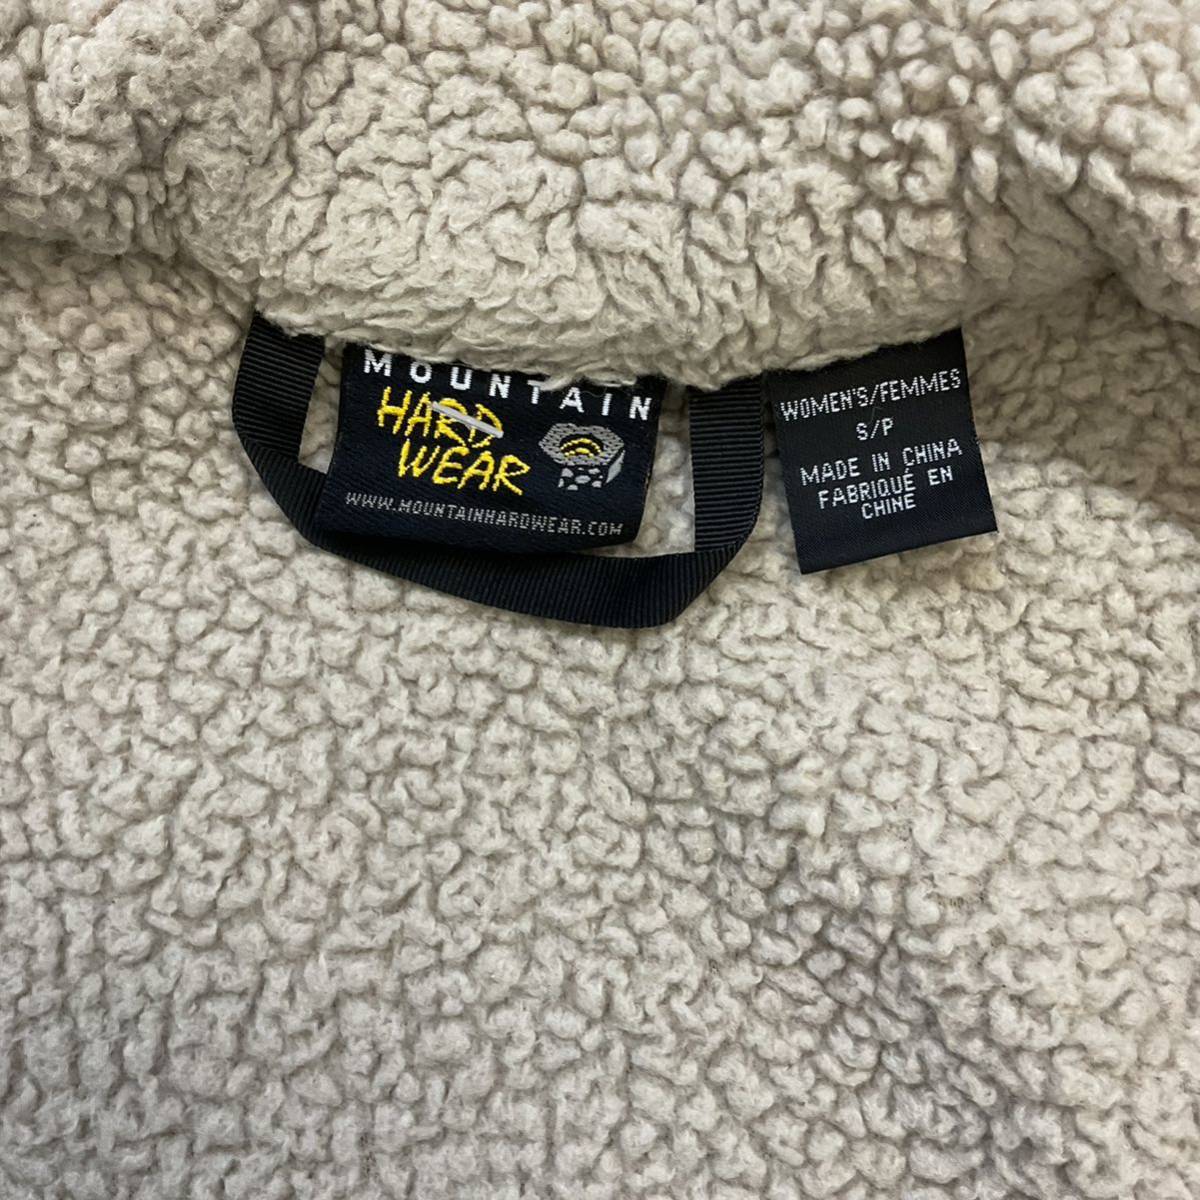 MOUNTAIN
HARD
WEAR
WWW.MOUNTAINHARDWEAR.COM
WOMEN'S/FEMMES
S/P
MADE IN CHINA
FABRIQUÉ EN
CHINE